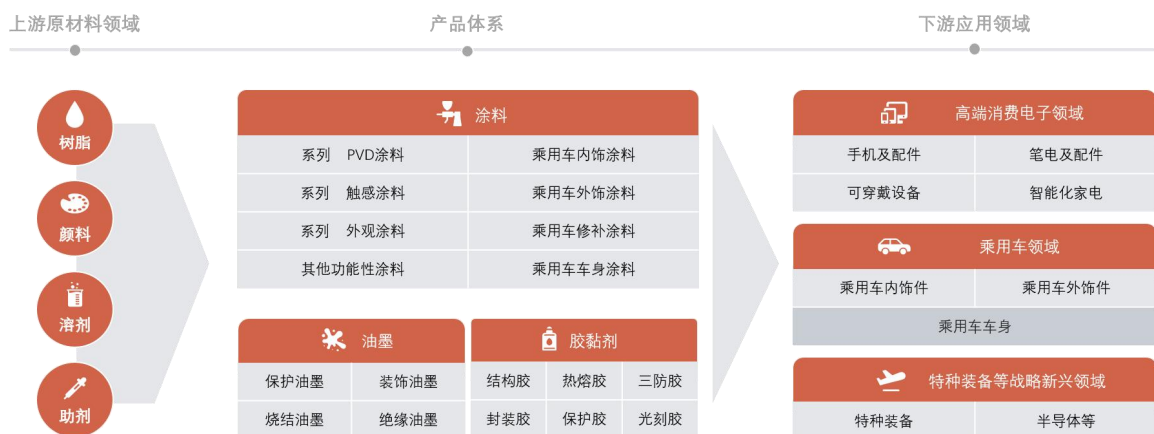 上游原材料领域
产品体系
下游应用领域
树脂
颜料
溶剂
助剂
涂料
系列 PVD涂料
乘用车内饰涂料
系列 触感涂料
乘用车外饰涂料
系列 外观涂料
乘用车修补涂料
其他功能性涂料
乘用车车身涂料
油墨
保护油墨
装饰油墨
烧结油墨
绝缘油墨
胶黏剂
结构胶
热熔胶
三防胶
封装胶
保护胶
光刻胶
高端消费电子领域
手机及配件
笔电及配件
可穿戴设备
智能化家电
乘用车领域
乘用车内饰件
乘用车外饰件
乘用车车身
特种装备等战略新兴领域
特种装备
半导体等